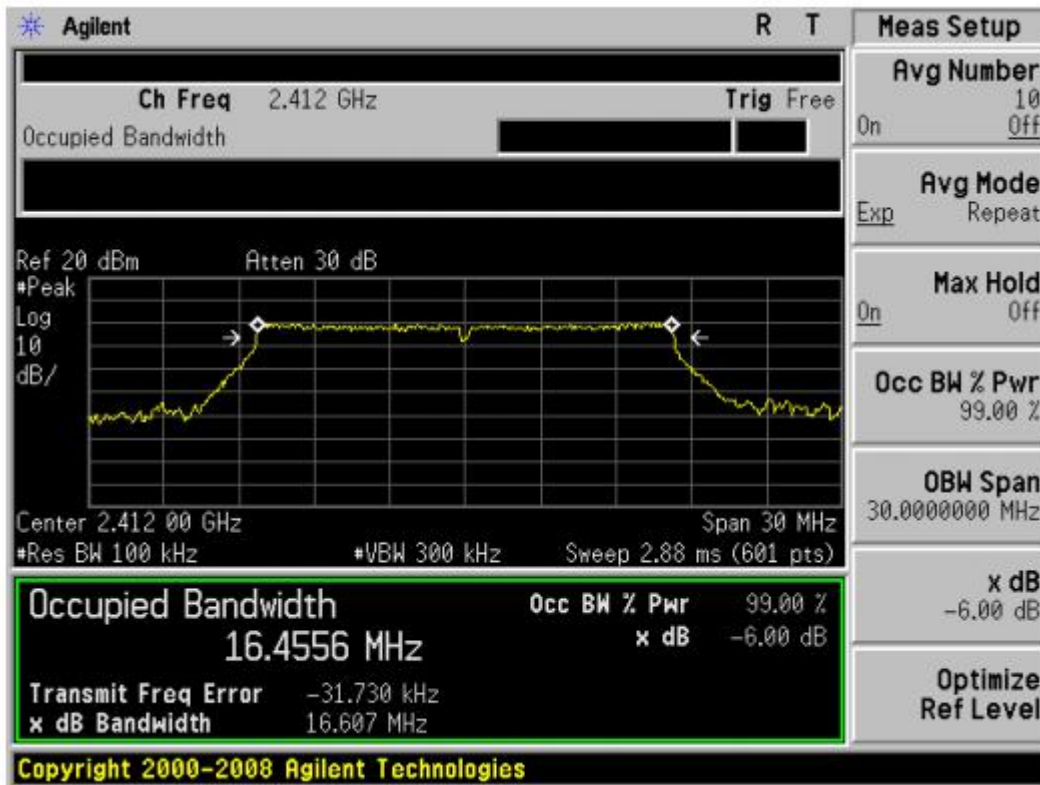 Agilent R T
Ch Freq 2.412 GHz Trig Free
Occupied Bandwidth
Ref 20 dBm Atten 30 dB
#Peak
Log
10
dB/
Center 2.412 00 GHz Span 30 MHz
#Res BW 100 kHz #VBW 300 kHz Sweep 2.88 ms (601 pts)
Occupied Bandwidth Occ BW % Pwr 99.00 %
16.4556 MHz x dB -6.00 dB
Transmit Freq Error -31.730 kHz
x dB Bandwidth 16.607 MHz
Copyright 2000-2008 Agilent Technologies
Meas Setup
Avg Number
10
On Off
Avg Mode
Exp Repeat
Max Hold
On Off
Occ BW % Pwr
99.00 %
OBW Span
30.0000000 MHz
x dB
-6.00 dB
Optimize
Ref Level